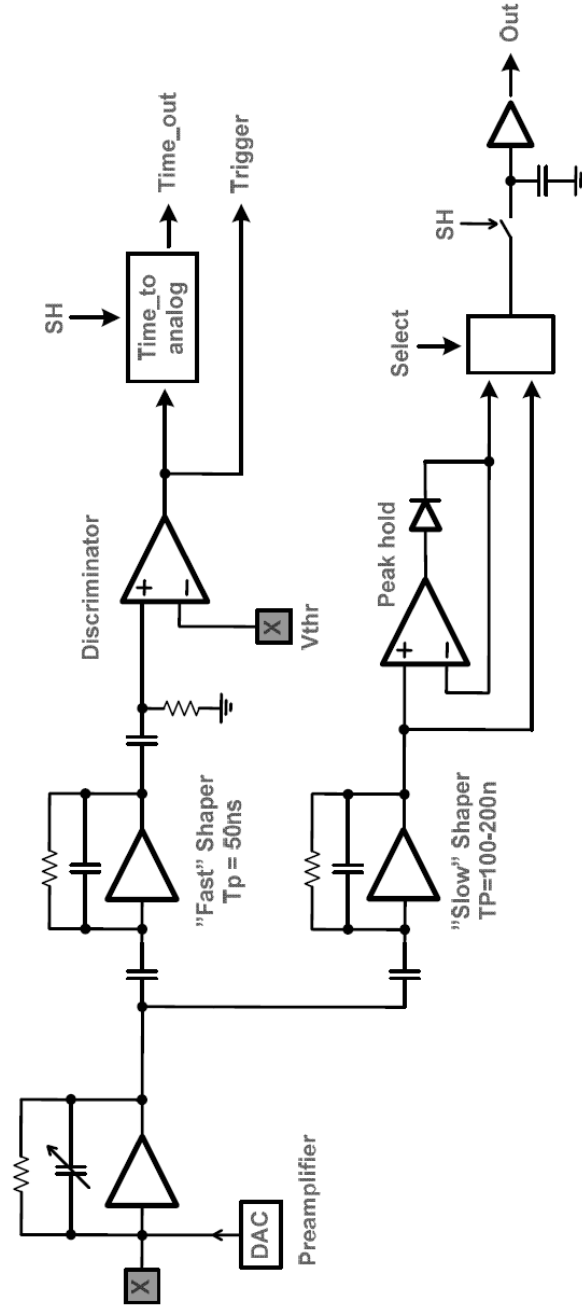 X
DAC
Preamplifier
"Fast" Shaper
Tp = 50ns
"Slow" Shaper
TP=100-200n
Discriminator
+
−
X
Vthr
SH
Time_to
analog
Time_out
Trigger
Peak hold
+
−
Select
SH
Out